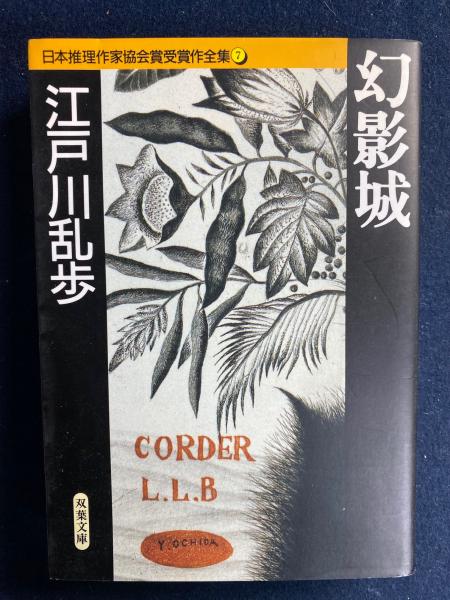 日本推理作家協会賞受賞作全集7
幻影城
江戸川乱歩
CORDER
L.L.B
Y.OCHIDA
双葉文庫